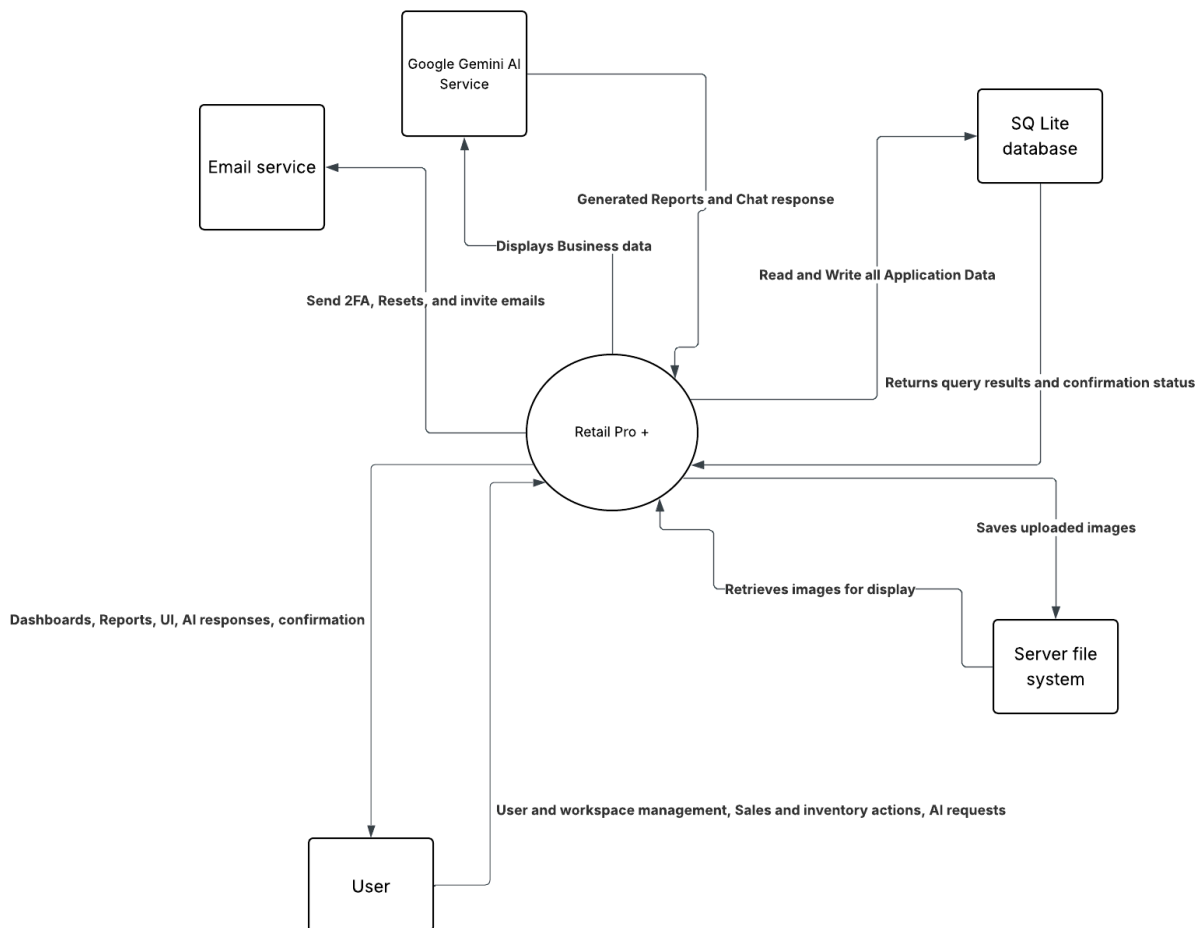 Google Gemini AI
Service
SQ Lite
database
Email service
Generated Reports and Chat response
Displays Business data
Read and Write all Application Data
Send 2FA, Resets, and invite emails
Returns query results and confirmation status
Retail Pro +
Saves uploaded images
Retrieves images for display
Dashboards, Reports, UI, AI responses, confirmation
Server file
system
User and workspace management, Sales and inventory actions, AI requests
User